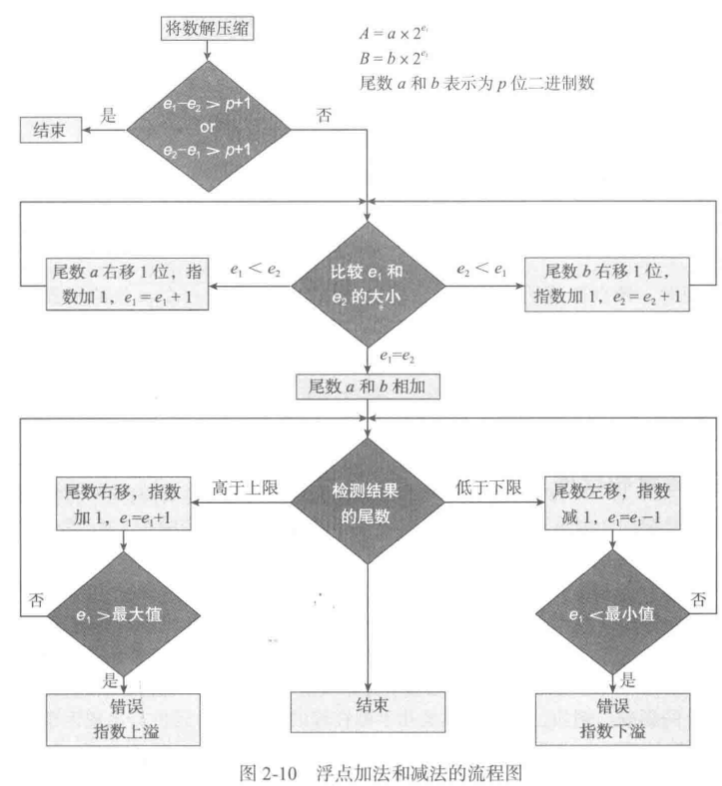 将数解压缩
A = a × 2^e₁
B = b × 2^e₂
尾数 a 和 b 表示为 p 位二进制数
e₁−e₂ > p+1
or
e₂−e₁ > p+1
是
否
结束
尾数 a 右移 1 位，指
数加 1，e₁ = e₁ + 1
e₁ < e₂
比较 e₁ 和
e₂ 的大小
e₂ < e₁
尾数 b 右移 1 位，
指数加 1，e₂ = e₂ + 1
e₁=e₂
尾数 a 和 b 相加
尾数右移，指数
加 1，e₁=e₁+1
高于上限
检测结果
的尾数
低于下限
尾数左移，指数
减 1，e₁=e₁−1
否
e₁ > 最大值
e₁ < 最小值
否
是
是
错误
指数上溢
结束
错误
指数下溢
图 2-10 浮点加法和减法的流程图